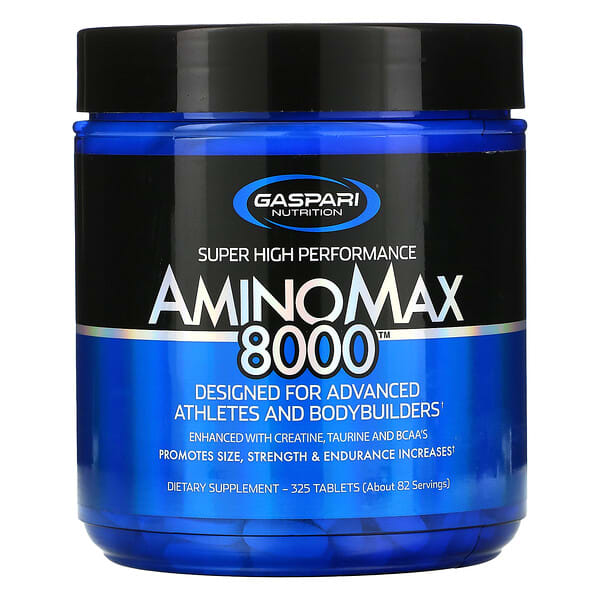 GASPARI
NUTRITION
SUPER HIGH PERFORMANCE
AMINOMAX
8000™
DESIGNED FOR ADVANCED
ATHLETES AND BODYBUILDERS†
ENHANCED WITH CREATINE, TAURINE AND BCAA'S
PROMOTES SIZE, STRENGTH & ENDURANCE INCREASES†
DIETARY SUPPLEMENT – 325 TABLETS (About 82 Servings)